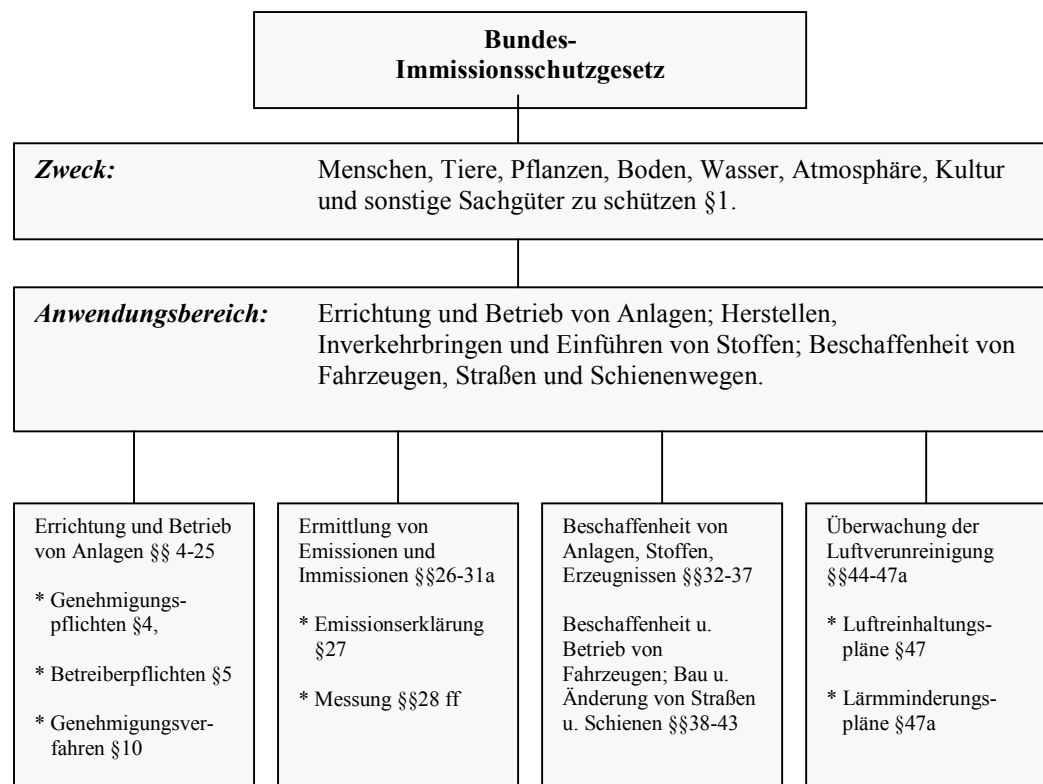 Bundes-
Immissionsschutzgesetz
Zweck: Menschen, Tiere, Pflanzen, Boden, Wasser, Atmosphäre, Kultur
und sonstige Sachgüter zu schützen §1.
Anwendungsbereich: Errichtung und Betrieb von Anlagen; Herstellen,
Inverkehrbringen und Einführen von Stoffen; Beschaffenheit von
Fahrzeugen, Straßen und Schienenwegen.
Errichtung und Betrieb
von Anlagen §§ 4-25
* Genehmigungs-
pflichten §4,
* Betreiberpflichten §5
* Genehmigungsver-
fahren §10
Ermittlung von
Emissionen und
Immissionen §§26-31a
* Emissionserklärung
§27
* Messung §§28 ff
Beschaffenheit von
Anlagen, Stoffen,
Erzeugnissen §§32-37
Beschaffenheit u.
Betrieb von
Fahrzeugen; Bau u.
Änderung von Straßen
u. Schienen §§38-43
Überwachung der
Luftverunreinigung
§§44-47a
* Luftreinhaltungs-
pläne §47
* Lärmminderungs-
pläne §47a